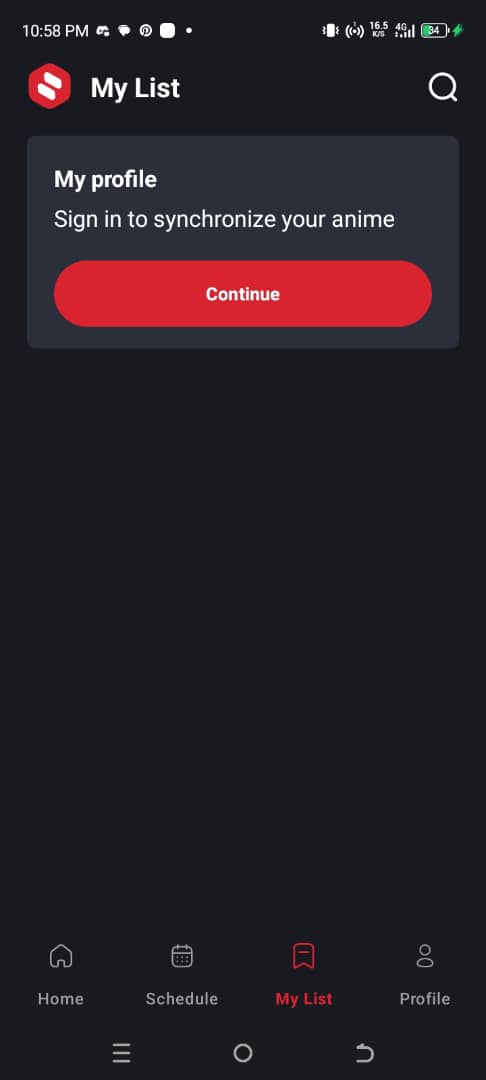 10:58 PM 16.5 K/S 4G 34
My List
My profile
Sign in to synchronize your anime
Continue
Home Schedule My List Profile